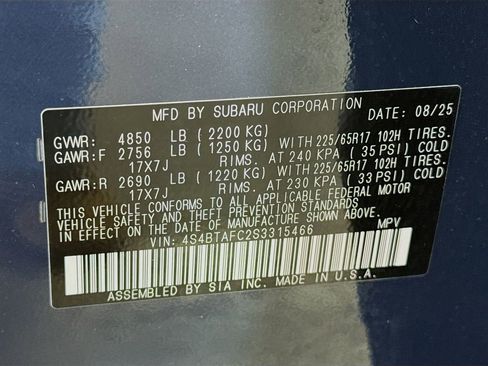 MFD BY SUBARU CORPORATION DATE: 08/25
GVWR: 4850 LB (2200 KG)
GAWR:F 2756 LB (1250 KG) WITH 225/65R17 102H TIRES.
17X7J RIMS. AT 240 KPA (35 PSI) COLD
GAWR:R 2690 LB (1220 KG) WITH 225/65R17 102H TIRES.
17X7J RIMS. AT 230 KPA (33 PSI) COLD
THIS VEHICLE CONFORMS TO ALL APPLICABLE FEDERAL MOTOR
VEHICLE SAFETY AND THEFT PREVENTION STANDARDS
IN EFFECT ON THE DATE OF MANUFACTURE SHOWN ABOVE.
VIN: 4S4BTAFC2S3315466 MPV
ASSEMBLED BY SIA INC. MADE IN U.S.A.